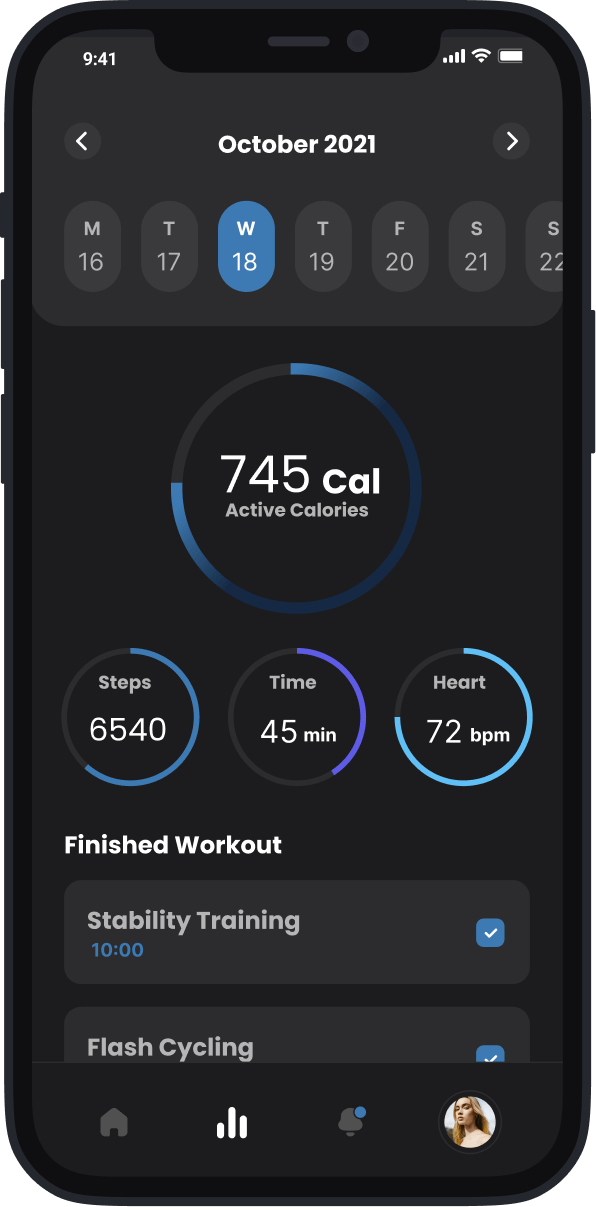 9:41
October 2021
M T W T F S S
16 17 18 19 20 21 22
745 Cal
Active Calories
Steps Time Heart
6540 45 min 72 bpm
Finished Workout
Stability Training
10:00
Flash Cycling